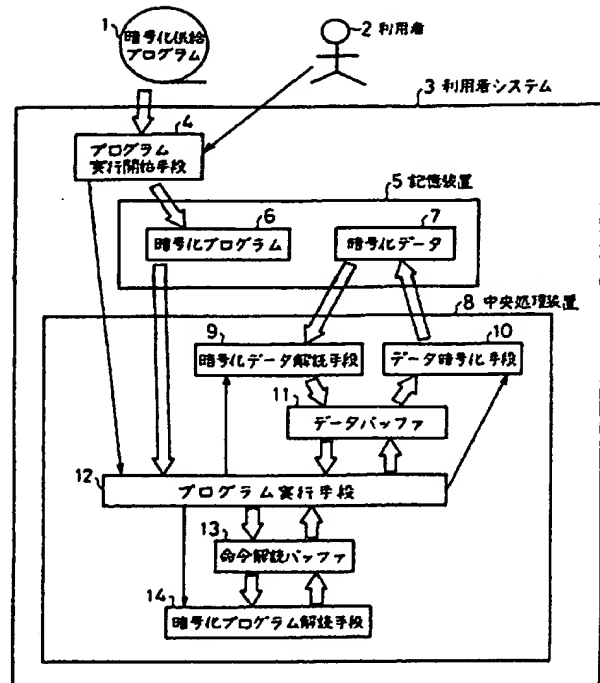 1
暗号化供給
プログラム
2 利用者
3 利用者システム
4
プログラム
実行開始手段
5 記憶装置
6
暗号化プログラム
7
暗号化データ
8 中央処理装置
9
暗号化データ解読手段
10
データ暗号化手段
11
データバッファ
12
プログラム実行手段
13
命令解読バッファ
14
暗号化プログラム解読手段